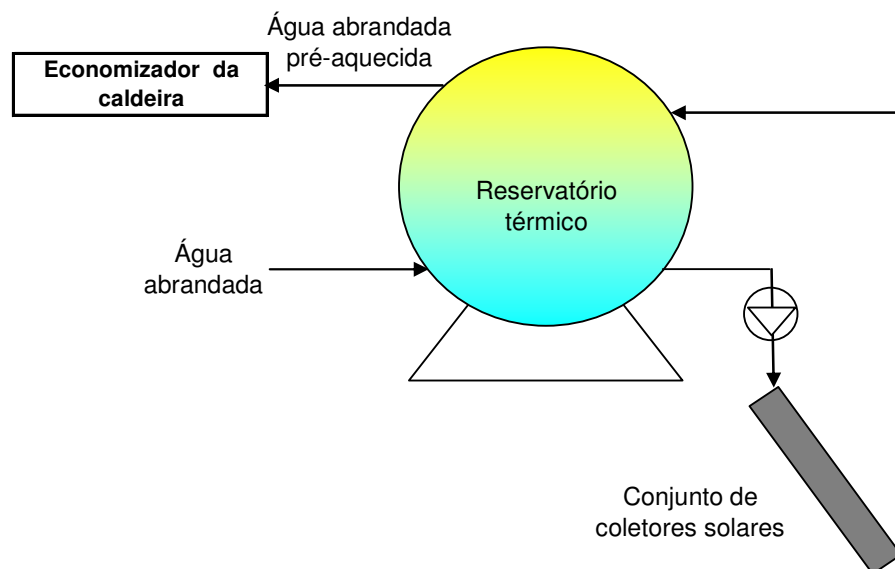 Água abrandada
pré-aquecida
Economizador da
caldeira
Reservatório
térmico
Água
abrandada
Conjunto de
coletores solares